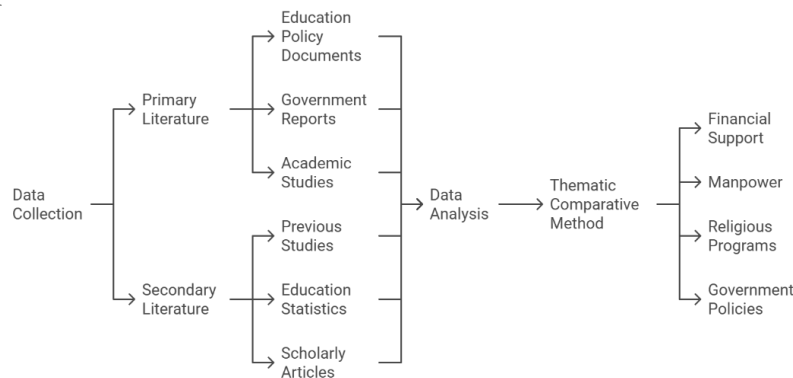 Data
Collection
Primary
Literature
Secondary
Literature
Education
Policy
Documents
Government
Reports
Academic
Studies
Previous
Studies
Education
Statistics
Scholarly
Articles
Data
Analysis
Thematic
Comparative
Method
Financial
Support
Manpower
Religious
Programs
Government
Policies